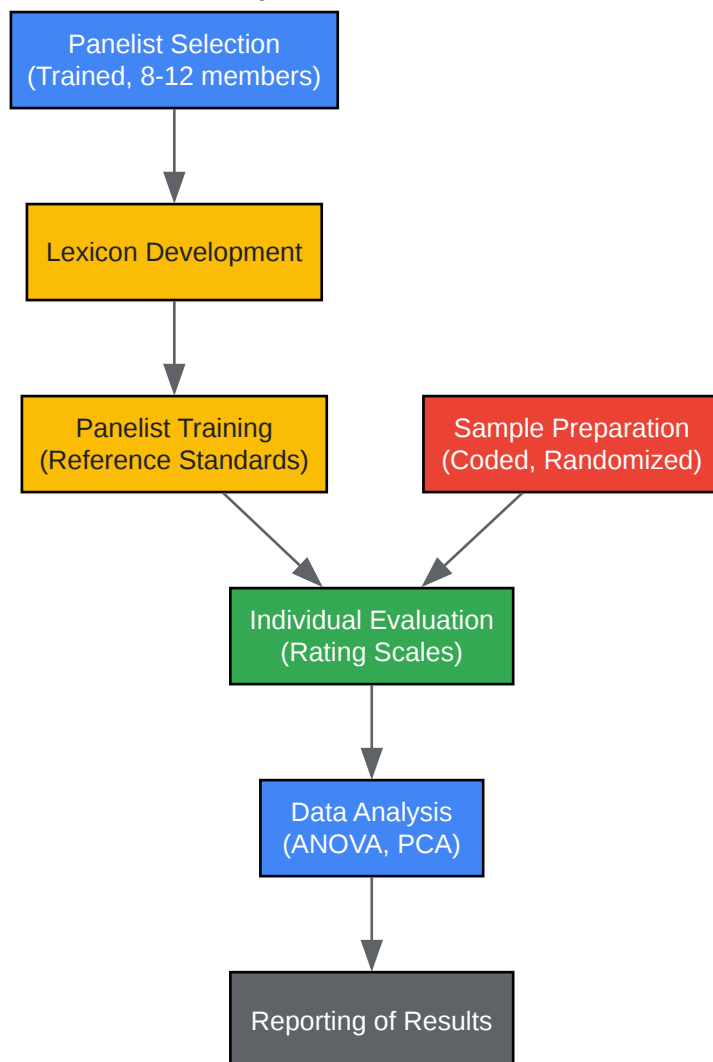 Panelist Selection
(Trained, 8-12 members)
Lexicon Development
Panelist Training
(Reference Standards)
Sample Preparation
(Coded, Randomized)
Individual Evaluation
(Rating Scales)
Data Analysis
(ANOVA, PCA)
Reporting of Results